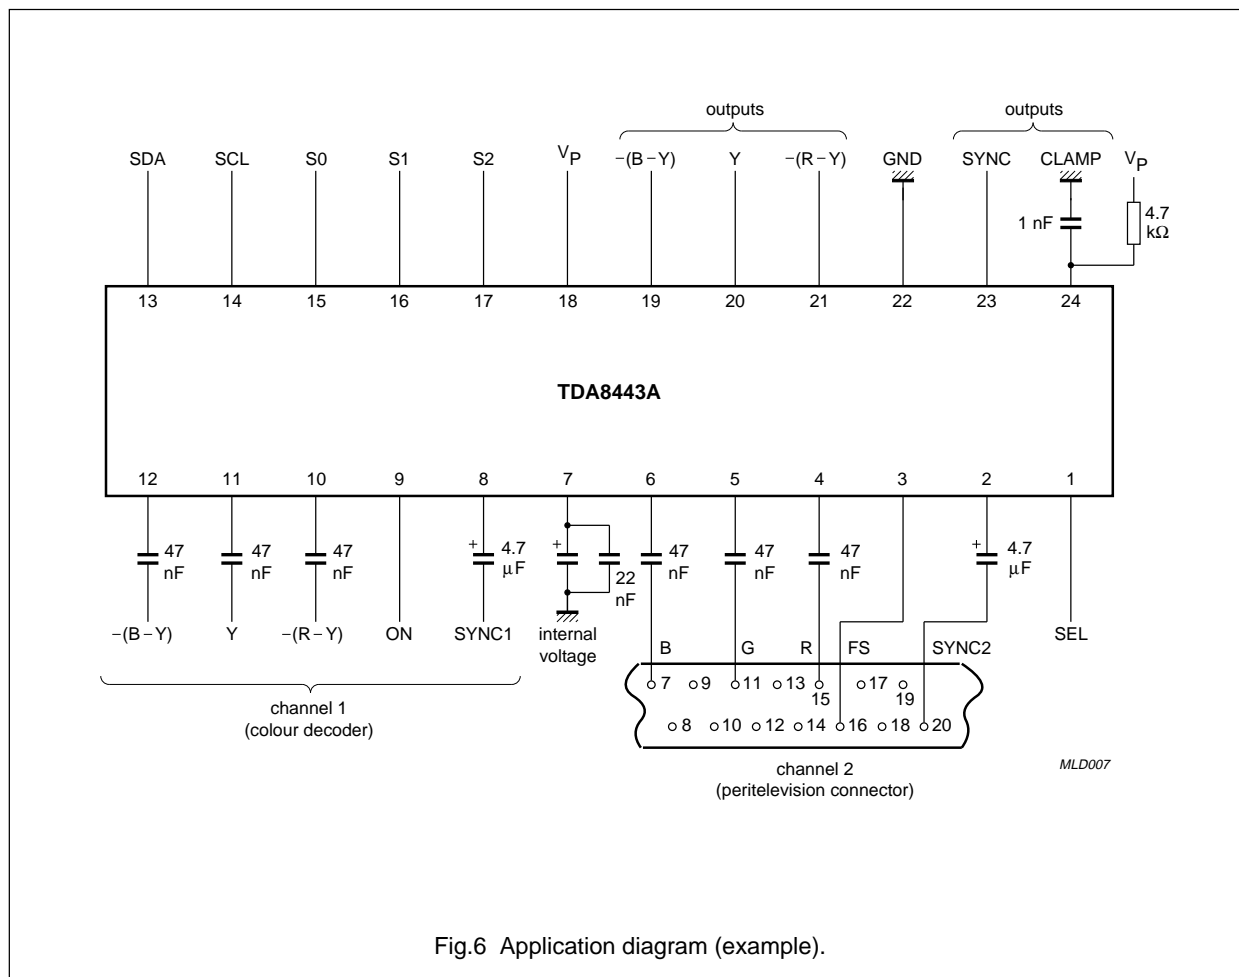 outputs outputs
SDA SCL S0 S1 S2 VP −(B−Y) Y −(R−Y) GND SYNC CLAMP VP
1 nF 4.7 kΩ
13 14 15 16 17 18 19 20 21 22 23 24
TDA8443A
12 11 10 9 8 7 6 5 4 3 2 1
+ + +
47 nF 47 nF 47 nF 4.7 μF 22 nF 47 nF 47 nF 47 nF 4.7 μF
−(B−Y) Y −(R−Y) ON SYNC1 internal voltage B G R FS SYNC2 SEL
7 9 11 13 15 17 19
8 10 12 14 16 18 20
channel 1
(colour decoder)
channel 2
(peritelevision connector)
MLD007
Fig.6 Application diagram (example).